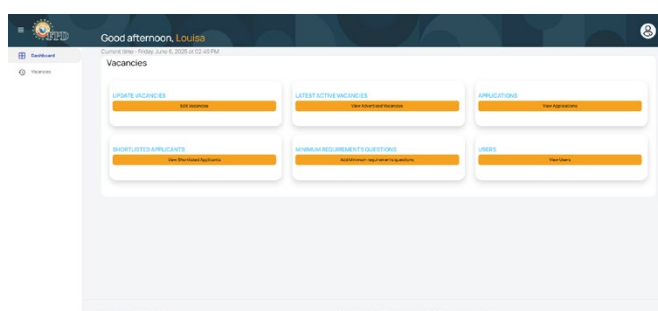 FFD
Good afternoon, Louisa
Current time - Friday, June 6, 2025 at 02:49 PM
Dashboard
Vacancies
Vacancies
UPDATE VACANCIES
LATEST ACTIVE VACANCIES
APPLICATIONS
Edit Vacancies
View Advertised Vacancies
View Applications
SHORTLISTED APPLICANTS
MINIMUM REQUIREMENTS QUESTIONS
USERS
View Shortlisted Applicants
Add Minimum requirements questions
View Users